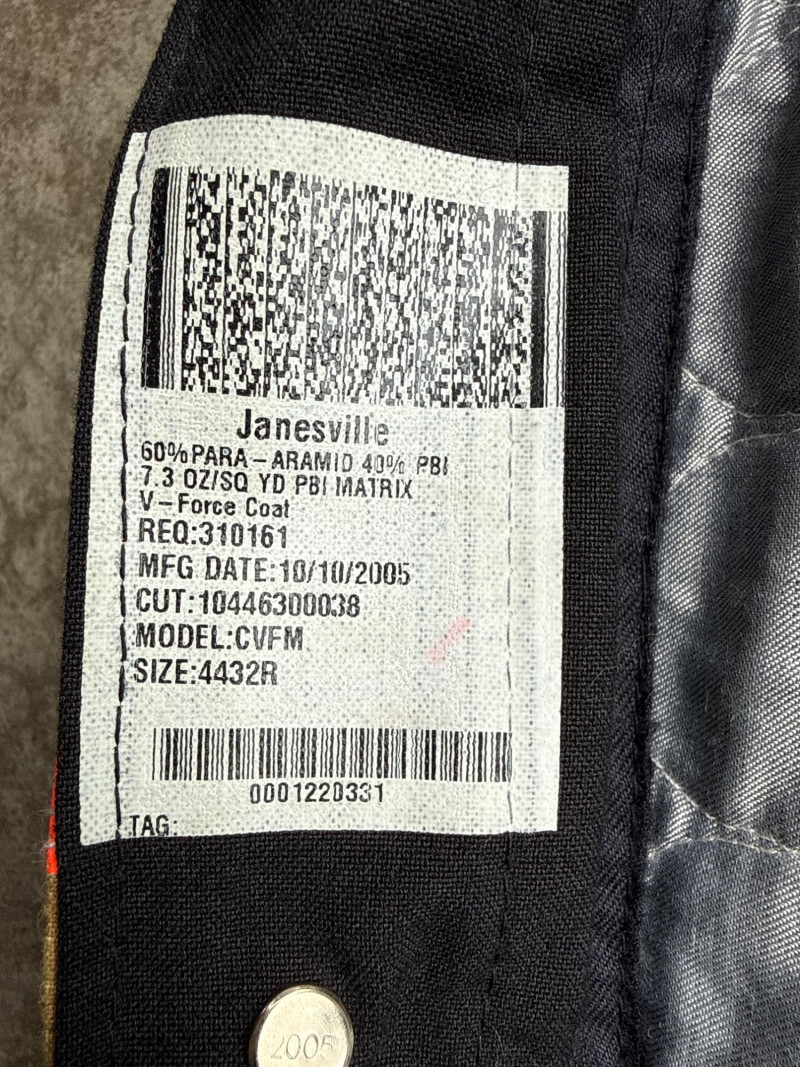 Janesville
60% PARA-ARAMID 40% PBI
7.3 OZ/SQ YD PBI MATRIX
V-Force Coat
REQ:310161
MFG DATE:10/10/2005
CUT:10446300038
MODEL:CVFM
SIZE:4432R
0001220331
TAG:
2005